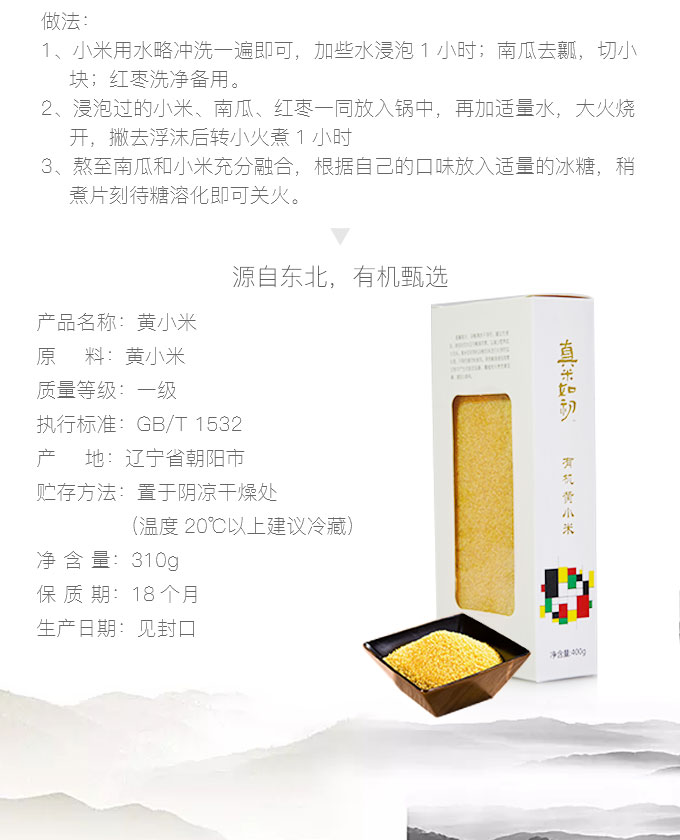 做法：
1、小米用水略冲洗一遍即可，加些水浸泡 1 小时；南瓜去瓤，切小
块；红枣洗净备用。
2、浸泡过的小米、南瓜、红枣一同放入锅中，再加适量水，大火烧
开，撇去浮沫后转小火煮 1 小时
3、熬至南瓜和小米充分融合，根据自己的口味放入适量的冰糖，稍
煮片刻待糖溶化即可关火。
源自东北，有机甄选
产品名称：黄小米
原 料：黄小米
质量等级：一级
执行标准：GB/T 1532
产 地：辽宁省朝阳市
贮存方法：置于阴凉干燥处
（温度 20℃以上建议冷藏）
净 含 量：310g
保 质 期：18 个月
生产日期：见封口
真米如初
有机黄小米
净含量:400g